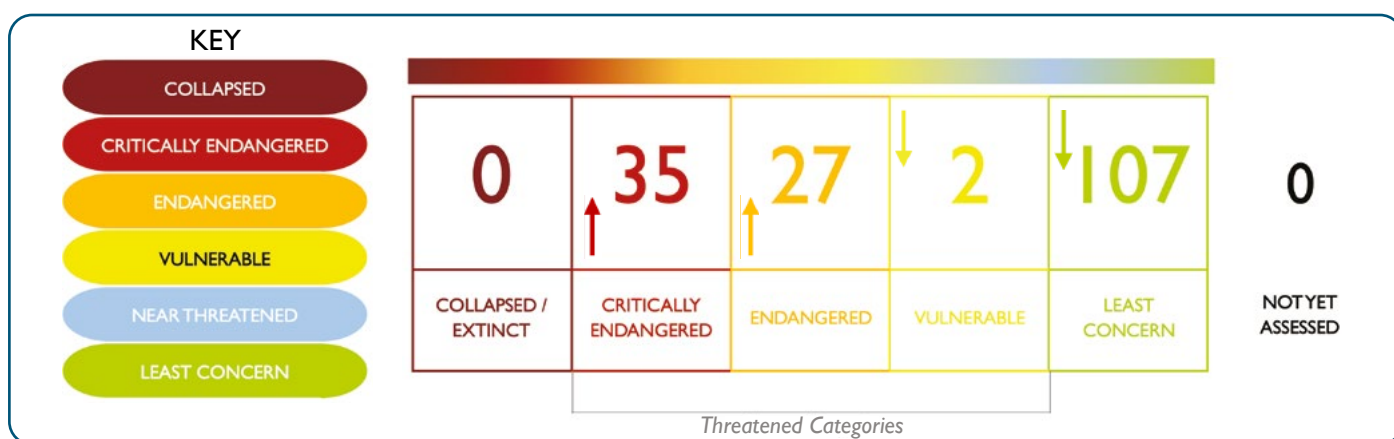 KEY
COLLAPSED
CRITICALLY ENDANGERED
ENDANGERED
VULNERABLE
NEAR THREATENED
LEAST CONCERN
0
35
27
2
107
0
COLLAPSED /
EXTINCT
CRITICALLY
ENDANGERED
ENDANGERED
VULNERABLE
LEAST
CONCERN
NOT YET
ASSESSED
Threatened Categories